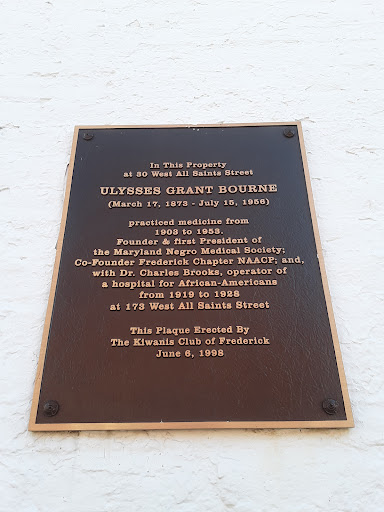 In This Property
at 30 West All Saints Street
ULYSSES GRANT BOURNE
(March 17, 1873 - July 15, 1956)
practiced medicine from
1903 to 1953.
Founder & first President of
the Maryland Negro Medical Society;
Co-Founder Frederick Chapter NAACP; and,
with Dr. Charles Brooks, operator of
a hospital for African-Americans
from 1919 to 1928
at 173 West All Saints Street
This Plaque Erected By
The Kiwanis Club of Frederick
June 6, 1998